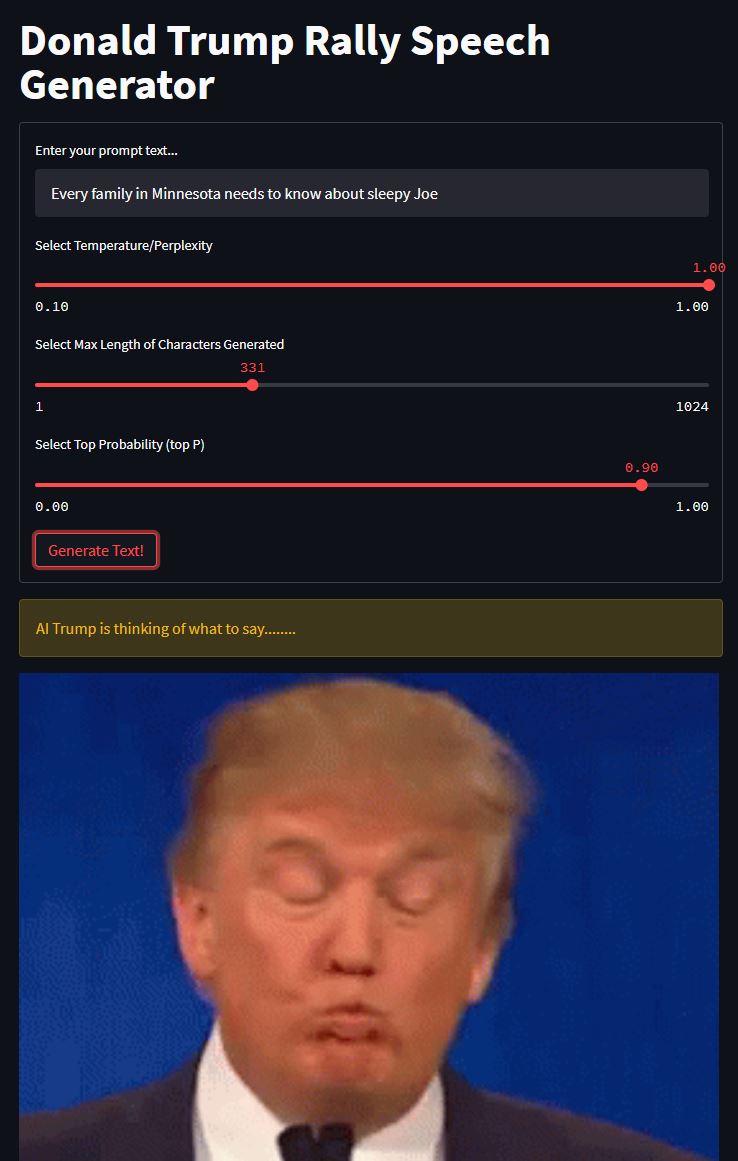 Donald Trump Rally Speech
Generator
Enter your prompt text...
Every family in Minnesota needs to know about sleepy Joe
Select Temperature/Perplexity
1.00
0.10 1.00
Select Max Length of Characters Generated
331
1 1024
Select Top Probability (top P)
0.90
0.00 1.00
Generate Text!
AI Trump is thinking of what to say........